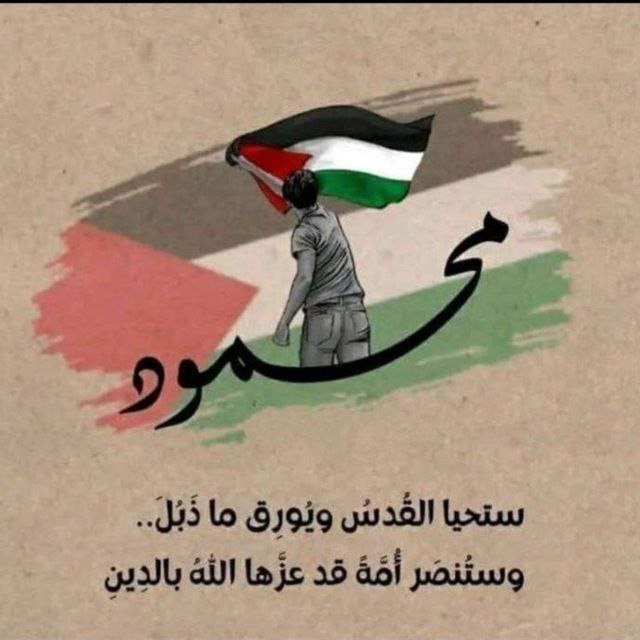 محمود
ستحيا القُدسُ ويُورِق ما ذَبُلَ..
وستُنصَر أُمَّةً قد عزَّها اللهُ بالدِينِ